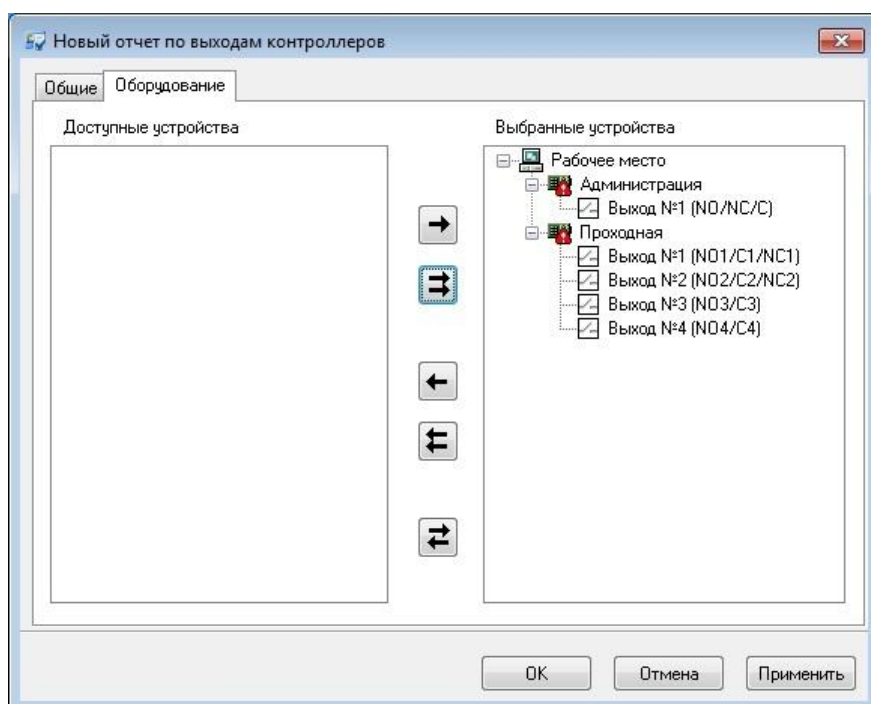 Новый отчет по выходам контроллеров
Общие
Оборудование
Доступные устройства
Выбранные устройства
Рабочее место
Администрация
Выход №1 (NO/NC/C)
Проходная
Выход №1 (NO1/C1/NC1)
Выход №2 (NO2/C2/NC2)
Выход №3 (NO3/C3)
Выход №4 (NO4/C4)
OK
Отмена
Применить